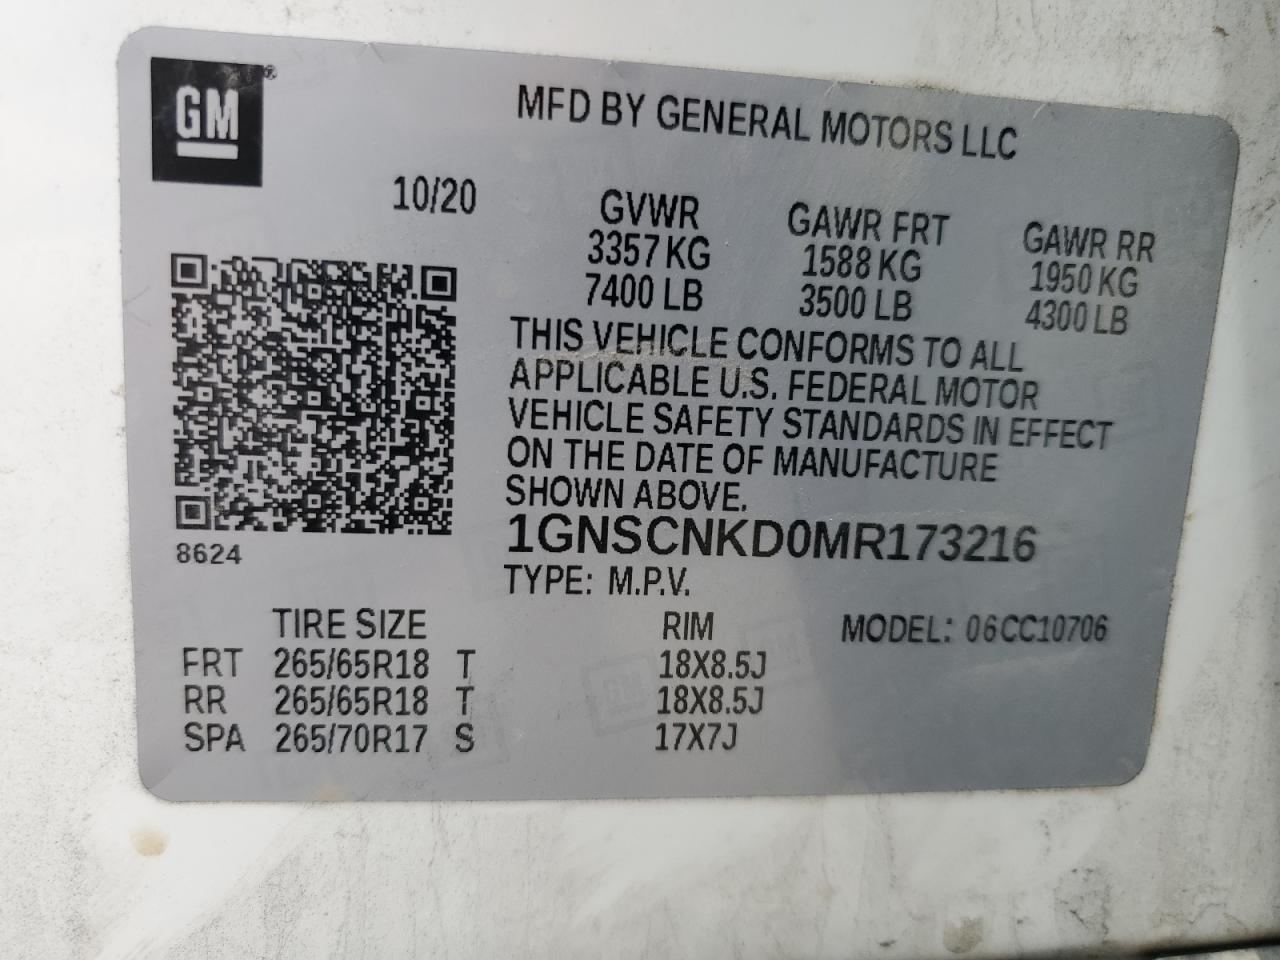 GM ®
MFD BY GENERAL MOTORS LLC
10/20
GVWR GAWR FRT GAWR RR
3357 KG 1588 KG 1950 KG
7400 LB 3500 LB 4300 LB
THIS VEHICLE CONFORMS TO ALL
APPLICABLE U.S. FEDERAL MOTOR
VEHICLE SAFETY STANDARDS IN EFFECT
ON THE DATE OF MANUFACTURE
SHOWN ABOVE.
1GNSCNKD0MR173216
8624
TYPE: M.P.V.
TIRE SIZE RIM MODEL: 06CC10706
FRT 265/65R18 T 18X8.5J
RR 265/65R18 T 18X8.5J
SPA 265/70R17 S 17X7J
GM